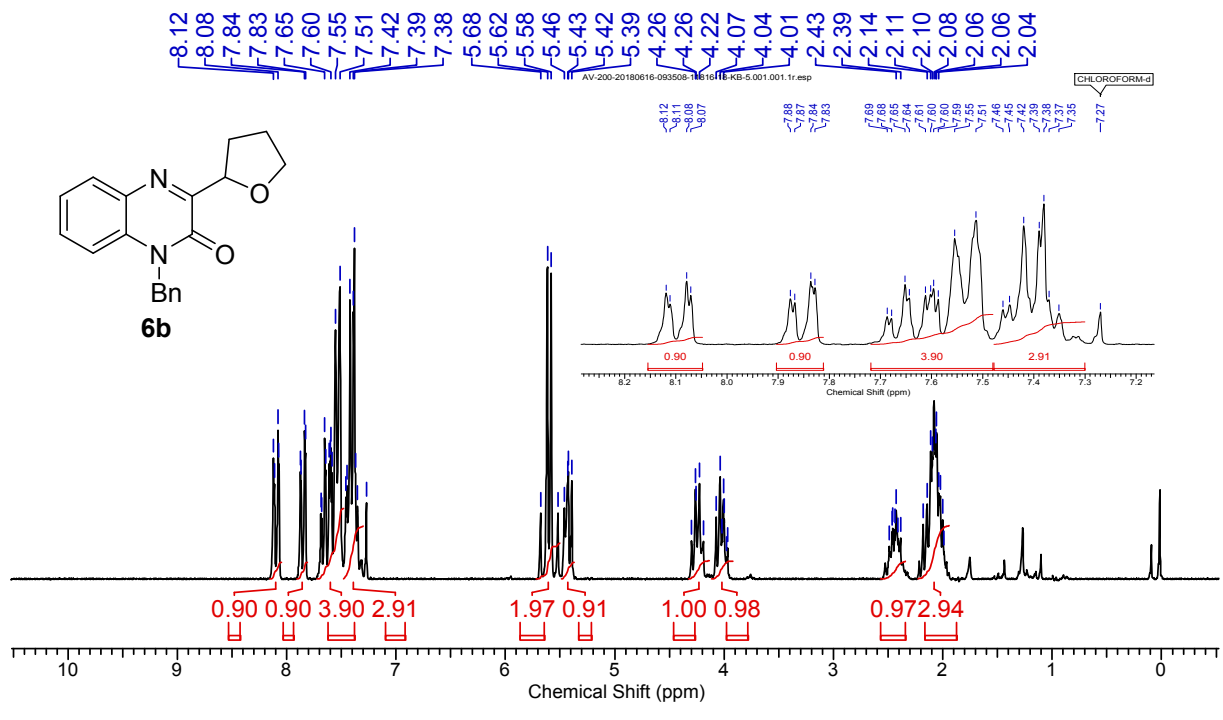 8.12 8.08 7.84 7.83 7.65 7.60 7.55 7.51 7.42 7.39 7.38 5.68 5.62 5.58 5.46 5.43 5.42 5.39 4.26 4.26 4.22 4.07 4.04 4.01 2.43 2.39 2.14 2.11 2.10 2.08 2.06 2.06 2.04
CHLOROFORM-d
8.12 8.11 8.08 8.07 7.88 7.87 7.84 7.83 7.69 7.68 7.65 7.64 7.61 7.60 7.60 7.59 7.55 7.51 7.46 7.45 7.42 7.39 7.38 7.37 7.35 7.27
N
O
O
N
Bn
6b
0.90 0.90 3.90 2.91
8.2 8.1 8.0 7.9 7.8 7.7 7.6 7.5 7.4 7.3 7.2
Chemical Shift (ppm)
0.90 0.90 3.90 2.91 1.97 0.91 1.00 0.98 0.97 2.94
10 9 8 7 6 5 4 3 2 1 0
Chemical Shift (ppm)